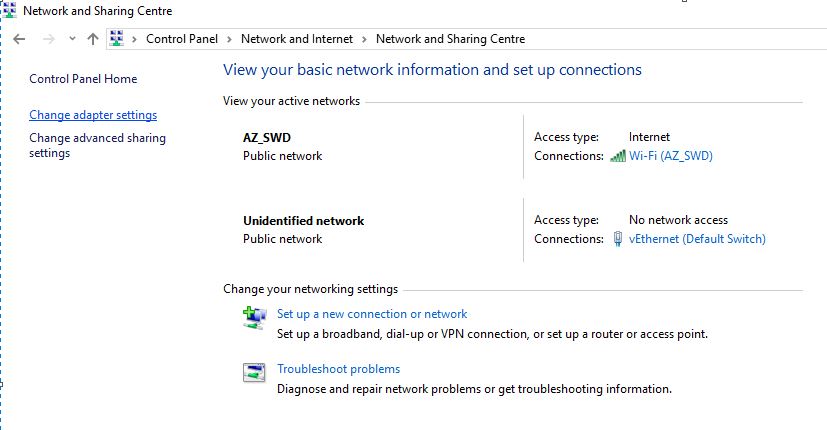 Network and Sharing Centre
Control Panel > Network and Internet > Network and Sharing Centre
Control Panel Home
Change adapter settings
Change advanced sharing
settings
View your basic network information and set up connections
View your active networks
AZ_SWD
Public network
Access type: Internet
Connections: Wi-Fi (AZ_SWD)
Unidentified network
Public network
Access type: No network access
Connections: vEthernet (Default Switch)
Change your networking settings
Set up a new connection or network
Set up a broadband, dial-up or VPN connection, or set up a router or access point.
Troubleshoot problems
Diagnose and repair network problems or get troubleshooting information.